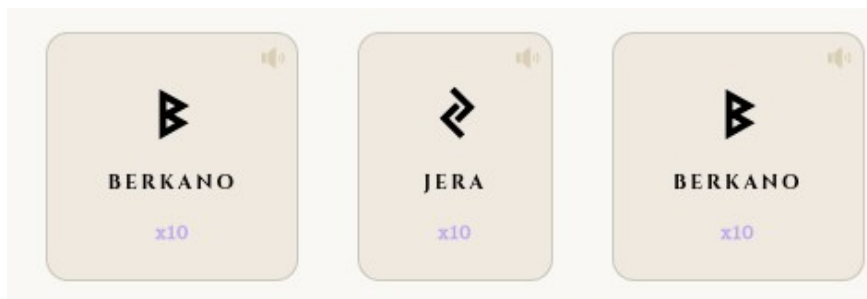 ᛒ ᛃ ᛒ
BERKANO JERA BERKANO
x10 x10 x10